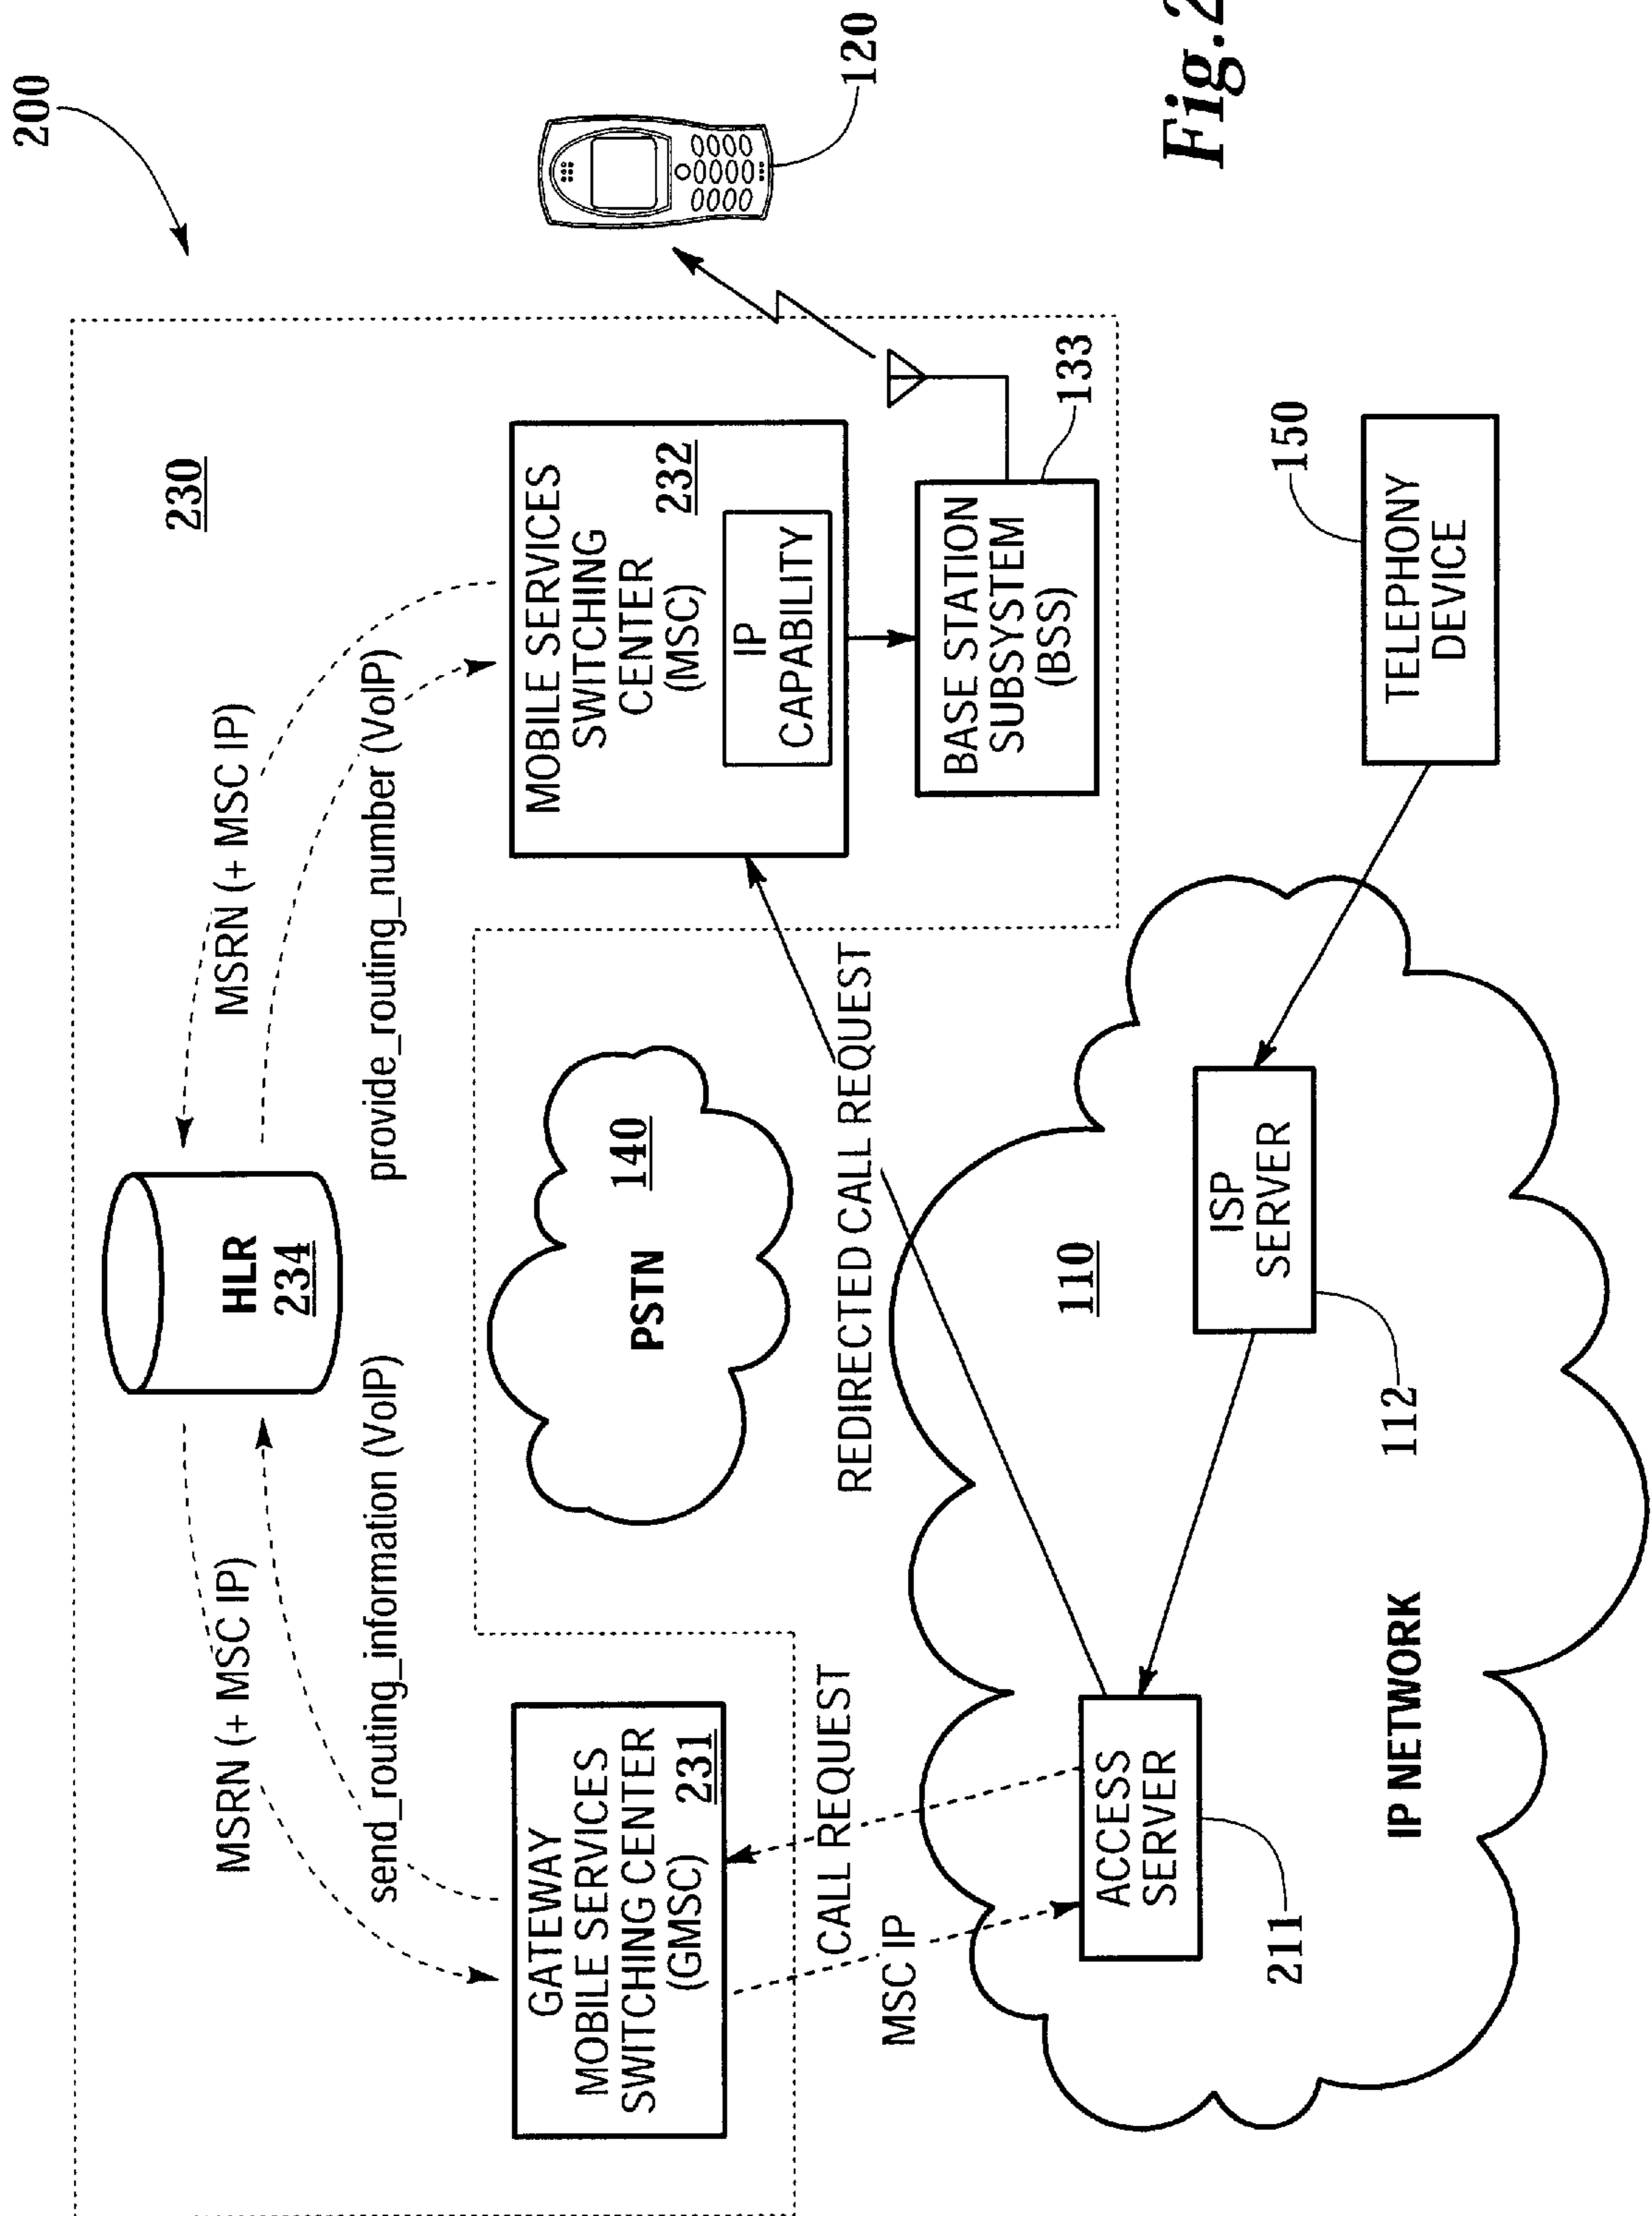 200
230
MSRN (+ MSC IP)
MSRN (+ MSC IP)
HLR
234
send_routing_information (VoIP)
provide_routing_number (VoIP)
GATEWAY
MOBILE SERVICES
SWITCHING CENTER
(GMSC)
231
PSTN
140
MOBILE SERVICES
SWITCHING
CENTER
(MSC)
232
IP
CAPABILITY
120
CALL REQUEST
MSC IP
REDIRECTED CALL REQUEST
BASE STATION
SUBSYSTEM
(BSS)
133
110
ACCESS
SERVER
211
ISP
SERVER
112
IP NETWORK
150
TELEPHONY
DEVICE
Fig.2